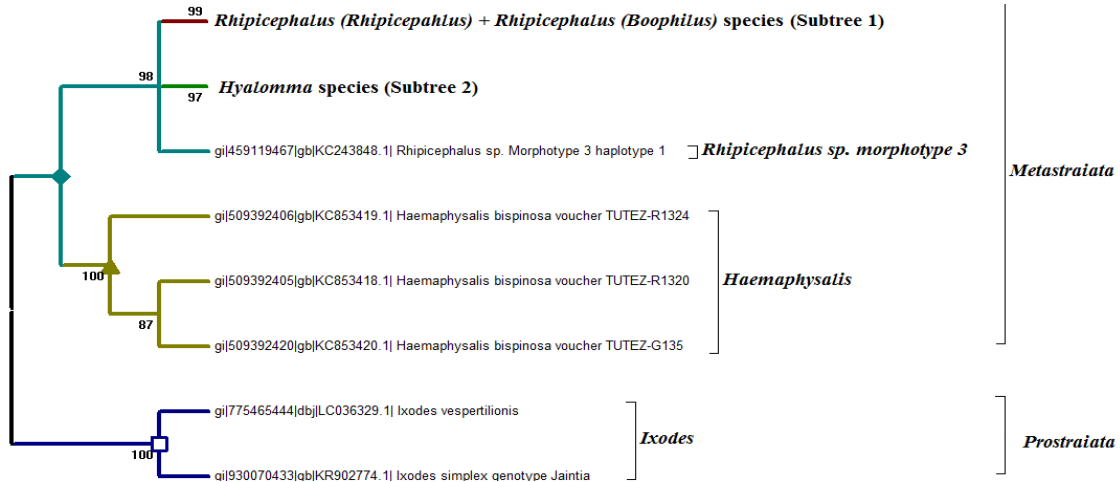 99
Rhipicephalus (Rhipicepahlus) + Rhipicephalus (Boophilus) species (Subtree 1)
98
Hyalomma species (Subtree 2)
97
gi|459119467|gb|KC243848.1| Rhipicephalus sp. Morphotype 3 haplotype 1
Rhipicephalus sp. morphotype 3
Metastraiata
gi|509392406|gb|KC853419.1| Haemaphysalis bispinosa voucher TUTEZ-R1324
100
gi|509392405|gb|KC853418.1| Haemaphysalis bispinosa voucher TUTEZ-R1320
Haemaphysalis
87
gi|509392420|gb|KC853420.1| Haemaphysalis bispinosa voucher TUTEZ-G135
gi|775465444|dbj|LC036329.1| Ixodes vespertilionis
Ixodes
Prostraiata
100
gi|930070433|gb|KR902774.1| Ixodes simplex genotype Jaintia